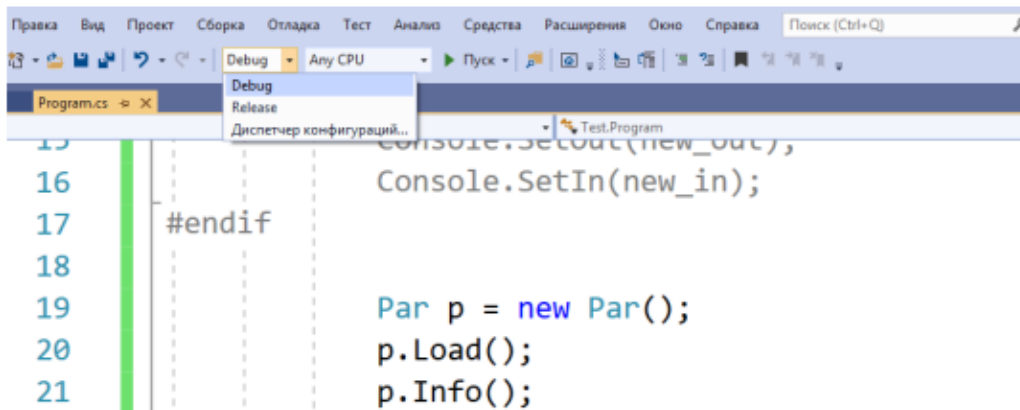 Правка Вид Проект Сборка Отладка Тест Анализ Средства Расширения Окно Справка Поиск (Ctrl+Q)
Debug Any CPU Пуск
Debug
Program.cs
Release
Диспетчер конфигураций... Test.Program
15 Console.SetOut(new_out);
16 Console.SetIn(new_in);
17 #endif
18
19 Par p = new Par();
20 p.Load();
21 p.Info();